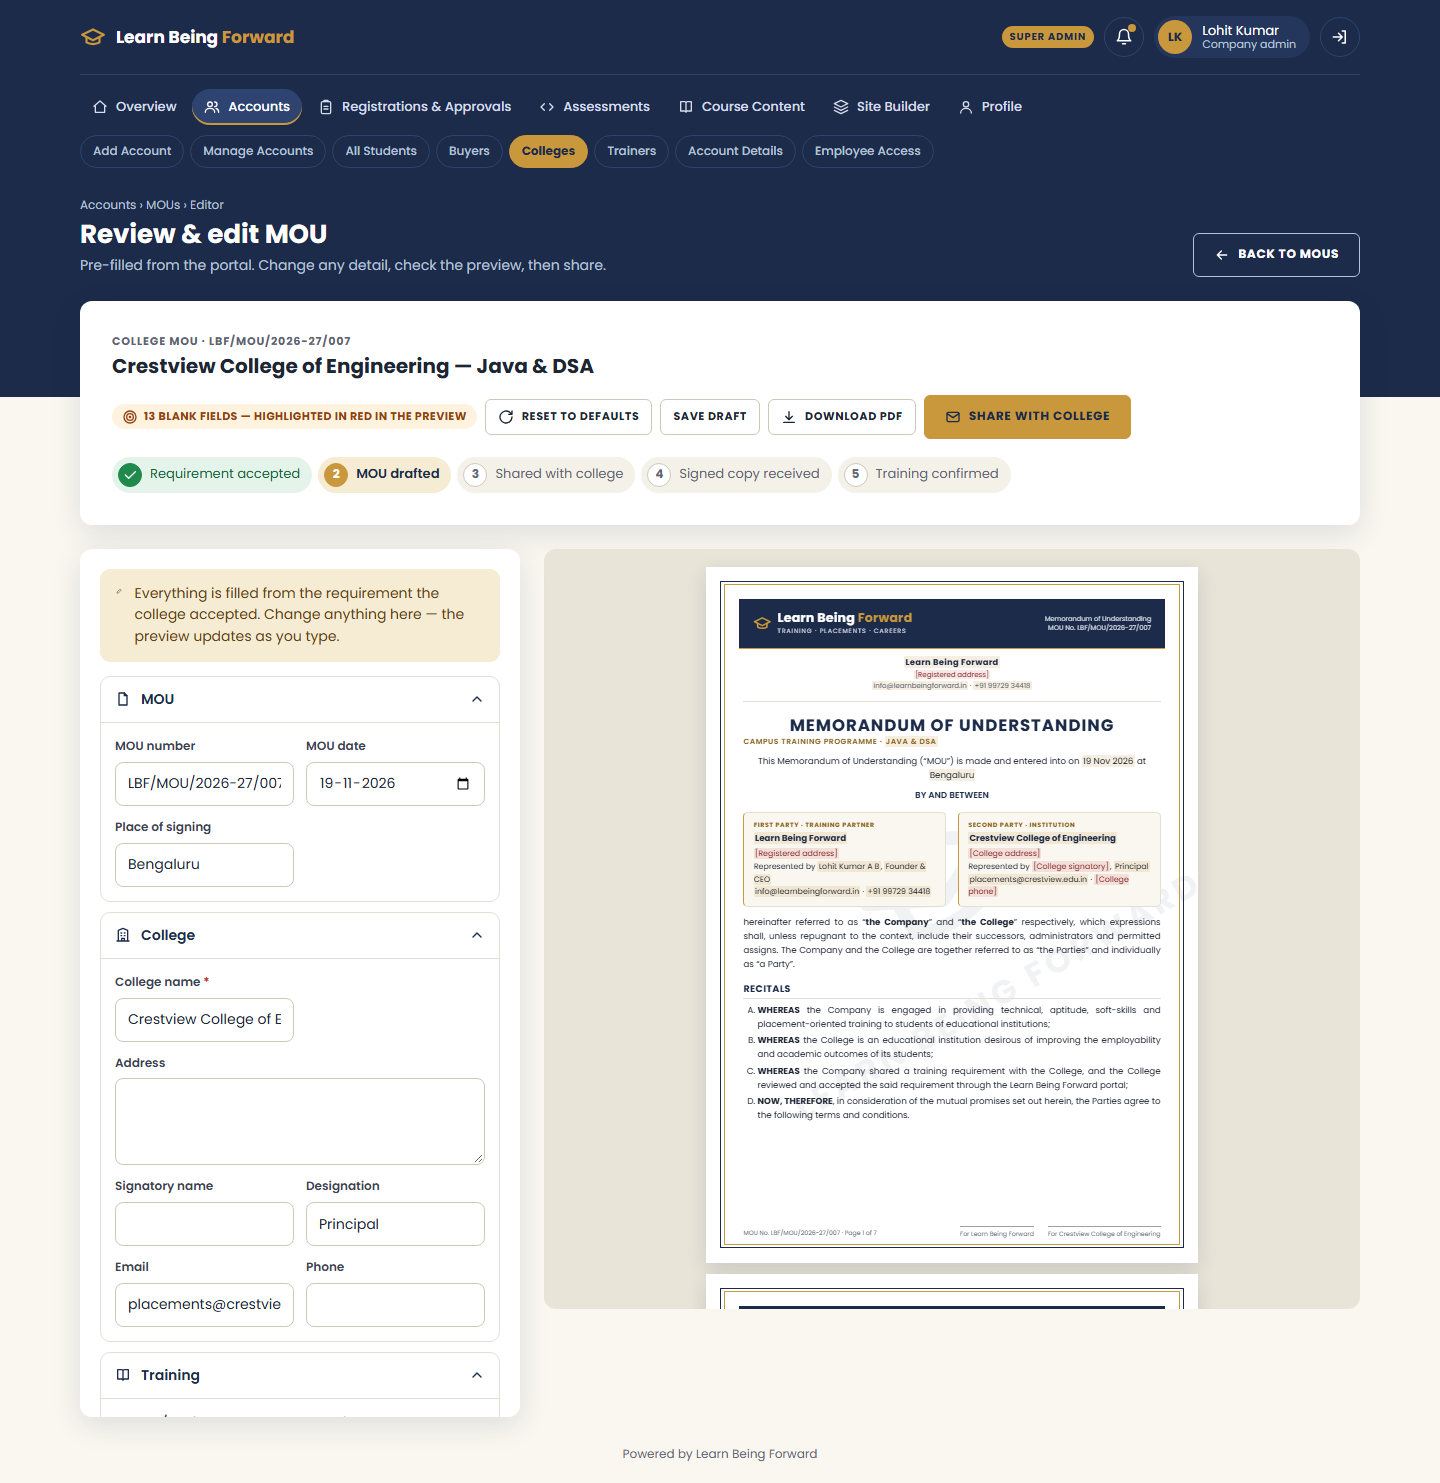 Learn Being Forward
SUPER ADMIN
LK
Lohit Kumar
Company admin
Overview
Accounts
Registrations & Approvals
Assessments
Course Content
Site Builder
Profile
Add Account
Manage Accounts
All Students
Buyers
Colleges
Trainers
Account Details
Employee Access
Accounts › MOUs › Editor
Review & edit MOU
Pre-filled from the portal. Change any detail, check the preview, then share.
BACK TO MOUS
COLLEGE MOU · LBF/MOU/2026-27/007
Crestview College of Engineering — Java & DSA
13 BLANK FIELDS — HIGHLIGHTED IN RED IN THE PREVIEW
RESET TO DEFAULTS
SAVE DRAFT
DOWNLOAD PDF
SHARE WITH COLLEGE
Requirement accepted
2 MOU drafted
3 Shared with college
4 Signed copy received
5 Training confirmed
Everything is filled from the requirement the
college accepted. Change anything here — the
preview updates as you type.
MOU
MOU number
MOU date
LBF/MOU/2026-27/007
19-11-2026
Place of signing
Bengaluru
College
College name *
Crestview College of E
Address
Signatory name
Designation
Principal
Email
Phone
placements@crestvie
Training
Learn Being Forward
TRAINING · PLACEMENTS · CAREERS
Memorandum of Understanding
MOU No. LBF/MOU/2026-27/007
Learn Being Forward
[Registered address]
info@learnbeingforward.in · +91 99729 34418
MEMORANDUM OF UNDERSTANDING
CAMPUS TRAINING PROGRAMME · JAVA & DSA
This Memorandum of Understanding (“MOU”) is made and entered into on 19 Nov 2026 at
Bengaluru
BY AND BETWEEN
FIRST PARTY · TRAINING PARTNER
Learn Being Forward
[Registered address]
Represented by Lohit Kumar A B, Founder &
CEO
info@learnbeingforward.in · +91 99729 34418
SECOND PARTY · INSTITUTION
Crestview College of Engineering
[College address]
Represented by [College signatory], Principal
placements@crestview.edu.in · [College
phone]
hereinafter referred to as “the Company” and “the College” respectively, which expressions
shall, unless repugnant to the context, include their successors, administrators and permitted
assigns. The Company and the College are together referred to as “the Parties” and individually
as “a Party”.
RECITALS
A. WHEREAS the Company is engaged in providing technical, aptitude, soft-skills and
placement-oriented training to students of educational institutions;
B. WHEREAS the College is an educational institution desirous of improving the employability
and academic outcomes of its students;
C. WHEREAS the Company shared a training requirement with the College, and the College
reviewed and accepted the said requirement through the Learn Being Forward portal;
D. NOW, THEREFORE, in consideration of the mutual promises set out herein, the Parties agree to
the following terms and conditions.
MOU No. LBF/MOU/2026-27/007 · Page 1 of 7
For Learn Being Forward
For Crestview College of Engineering
Powered by Learn Being Forward